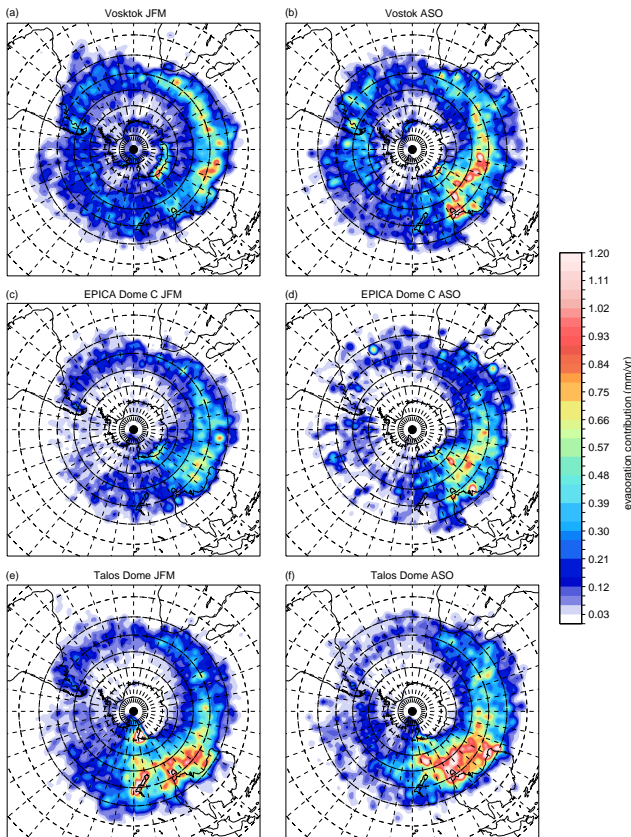 (a) Vosktok JFM
(b) Vostok ASO
(c) EPICA Dome C JFM
(d) EPICA Dome C ASO
(e) Talos Dome JFM
(f) Talos Dome ASO
1.20
1.11
1.02
0.93
0.84
0.75
0.66
0.57
0.48
0.39
0.30
0.21
0.12
0.03
evaporation contribution (mm/yr)